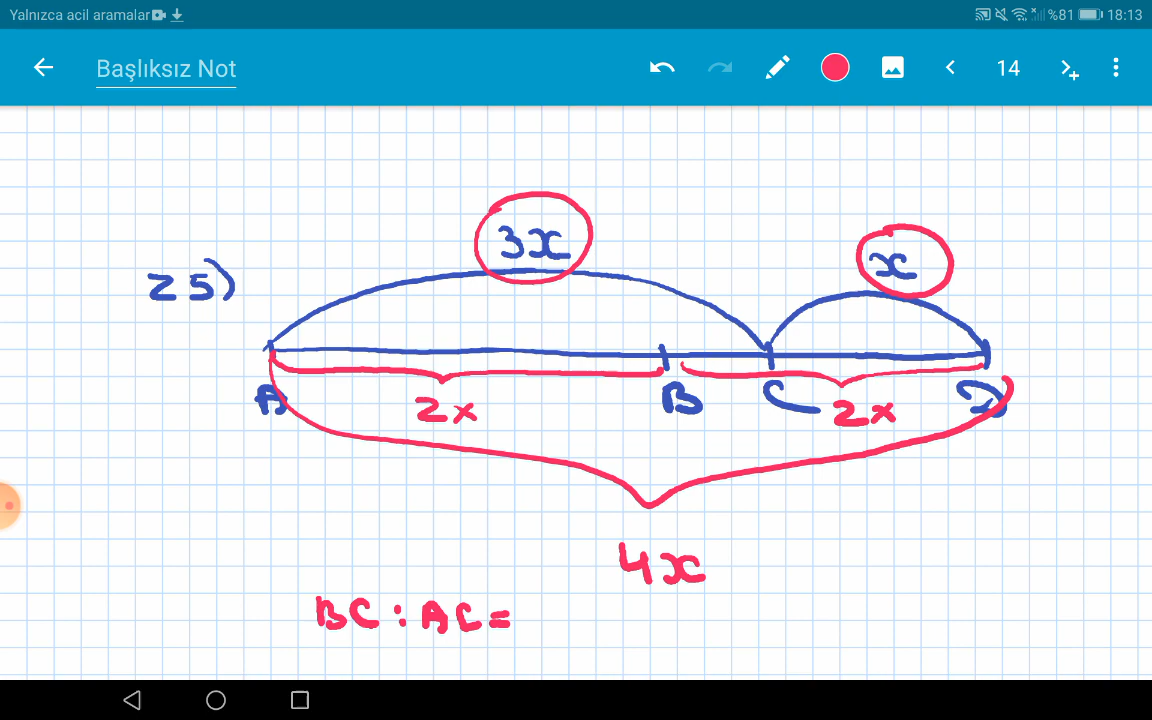 Yalnızca acil aramalar %81 18:13
Başlıksız Not 14
3x
x
25)
A B C D
2x 2x
4x
BC : AC =